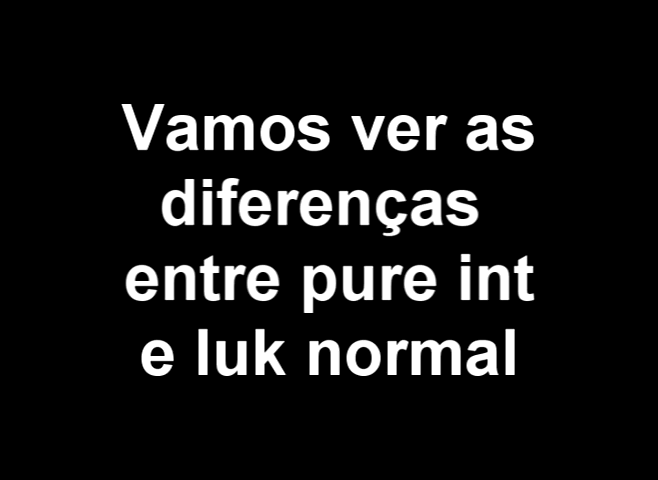 Vamos ver as
diferenças
entre pure int
e luk normal